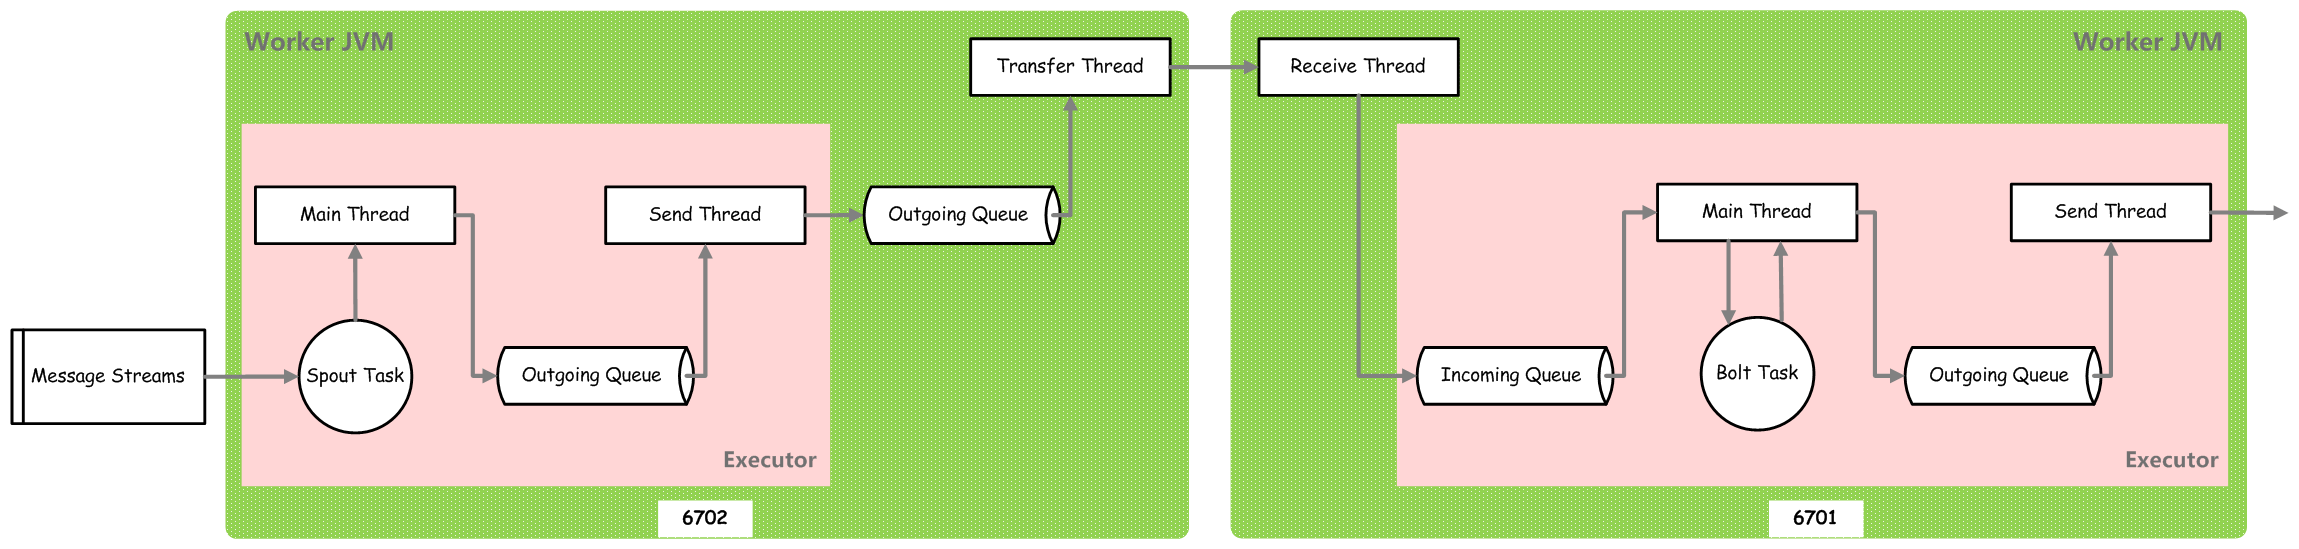 Worker JVM
Transfer Thread
Main Thread
Send Thread
Outgoing Queue
Message Streams
Spout Task
Outgoing Queue
Executor
6702
Worker JVM
Receive Thread
Main Thread
Send Thread
Incoming Queue
Bolt Task
Outgoing Queue
Executor
6701